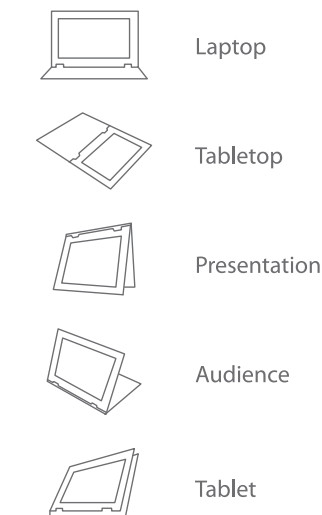 Laptop
Tabletop
Presentation
Audience
Tablet